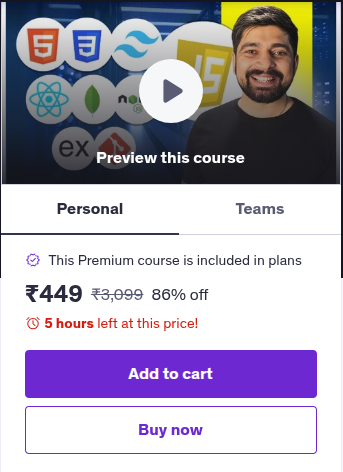 5
3
JS
node
ex
Preview this course
Personal
Teams
This Premium course is included in plans
₹449 ₹3,099 86% off
5 hours left at this price!
Add to cart
Buy now